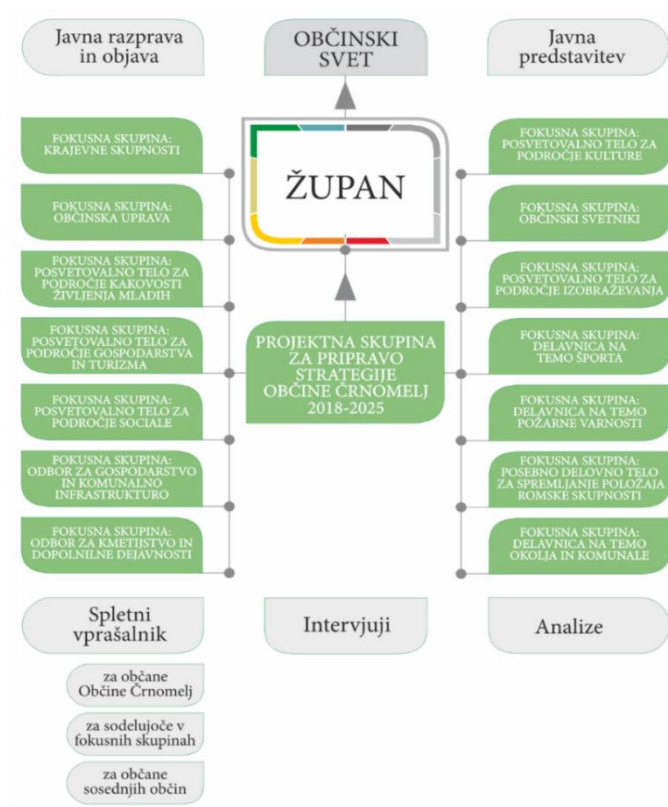 Javna razprava
in objava
OBČINSKI
SVET
Javna
predstavitev
ŽUPAN
FOKUSNA SKUPINA:
KRAJEVNE SKUPNOSTI
FOKUSNA SKUPINA:
OBČINSKA UPRAVA
FOKUSNA SKUPINA:
POSVETOVALNO TELO ZA
PODROČJE KAKOVOSTI
ŽIVLJENJA MLADIH
FOKUSNA SKUPINA:
POSVETOVALNO TELO ZA
PODROČJE GOSPODARSTVA
IN TURIZMA
FOKUSNA SKUPINA:
POSVETOVALNO TELO ZA
PODROČJE SOCIALE
FOKUSNA SKUPINA:
ODBOR ZA GOSPODARSTVO
IN KOMUNALNO
INFRASTRUKTURO
FOKUSNA SKUPINA:
ODBOR ZA KMETIJSTVO IN
DOPOLNILNE DEJAVNOSTI
PROJEKTNA SKUPINA
ZA PRIPRAVO
STRATEGIJE
OBČINE ČRNOMELJ
2018-2025
FOKUSNA SKUPINA:
POSVETOVALNO TELO ZA
PODROČJE KULTURE
FOKUSNA SKUPINA:
OBČINSKI SVETNIKI
FOKUSNA SKUPINA:
POSVETOVALNO TELO ZA
PODROČJE IZOBRAŽEVANJA
FOKUSNA SKUPINA:
DELAVNICA NA
TEMO ŠPORTA
FOKUSNA SKUPINA:
DELAVNICA NA TEMO
POŽARNE VARNOSTI
FOKUSNA SKUPINA:
POSEBNO DELOVNO TELO
ZA SPREMLJANJE POLOŽAJA
ROMSKE SKUPNOSTI
FOKUSNA SKUPINA:
DELAVNICA NA TEMO
OKOLJA IN KOMUNALE
Spletni
vprašalnik
Intervjuji
Analize
za občane
Občine Črnomelj
za sodelujoče v
fokusnih skupinah
za občane
sosednjih občin